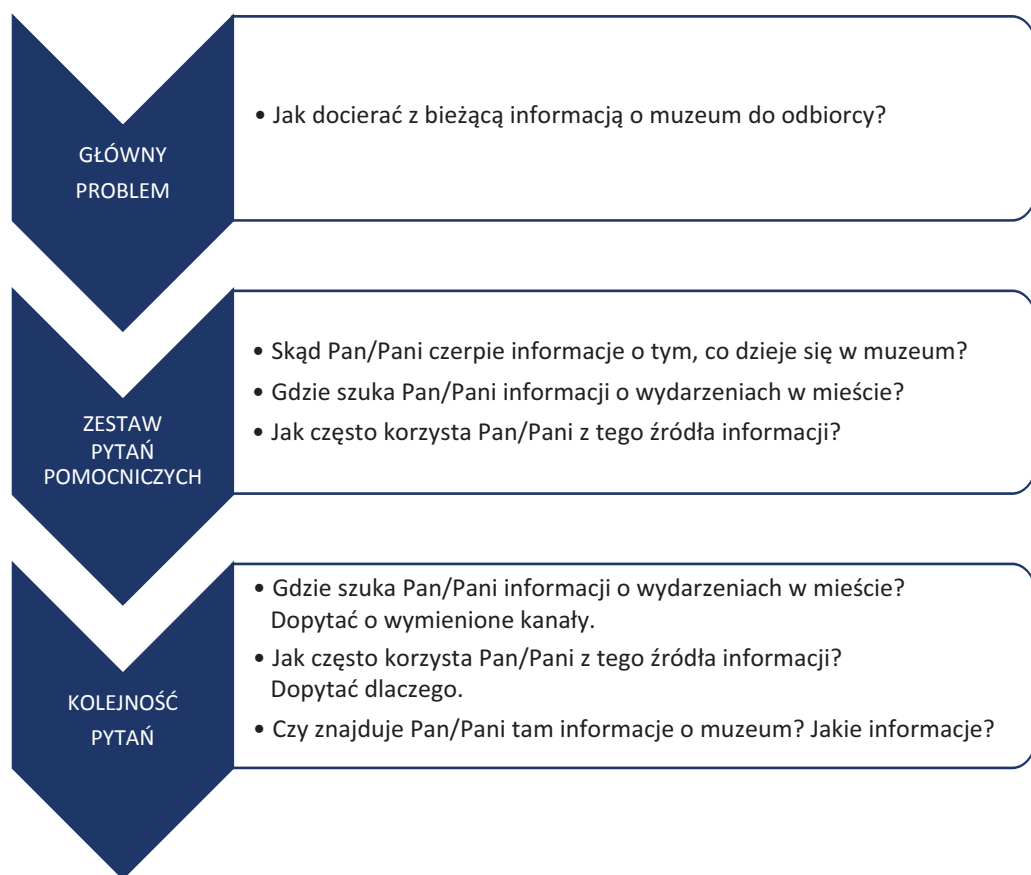 GŁÓWNY
PROBLEM
• Jak docierać z bieżącą informacją o muzeum do odbiorcy?
ZESTAW
PYTAŃ
POMOCNICZYCH
• Skąd Pan/Pani czerpie informacje o tym, co dzieje się w muzeum?
• Gdzie szuka Pan/Pani informacji o wydarzeniach w mieście?
• Jak często korzysta Pan/Pani z tego źródła informacji?
KOLEJNOŚĆ
PYTAŃ
• Gdzie szuka Pan/Pani informacji o wydarzeniach w mieście?
Dopytać o wymienione kanały.
• Jak często korzysta Pan/Pani z tego źródła informacji?
Dopytać dlaczego.
• Czy znajduje Pan/Pani tam informacje o muzeum? Jakie informacje?